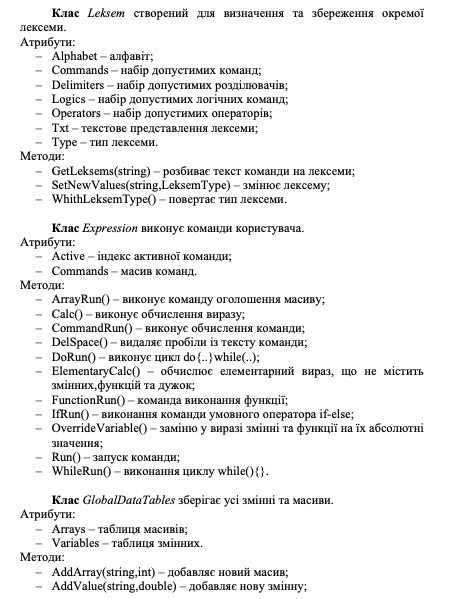 Клас Leksem створений для визначення та збереження окремої
лексеми.
Атрибути:
– Alphabet – алфавіт;
– Commands – набір допустимих команд;
– Delimiters – набір допустимих розділювачів;
– Logics – набір допустимих логічних команд;
– Operators – набір допустимих операторів;
– Txt – текстове представлення лексеми;
– Type – тип лексеми.
Методи:
– GetLeksems(string) – розбиває текст команди на лексеми;
– SetNewValues(string,LeksemType) – змінює лексему;
– WhithLeksemType() – повертає тип лексеми.
Клас Expression виконує команди користувача.
Атрибути:
– Active – індекс активної команди;
– Commands – масив команд.
Методи:
– ArrayRun() – виконує команду оголошення масиву;
– Calc() – виконує обчислення виразу;
– CommandRun() – виконує обчислення команди;
– DelSpace() – видаляє пробіли із тексту команди;
– DoRun() – виконує цикл do{..}while(..);
– ElementaryCalc() – обчислює елементарний вираз, що не містить
змінних,функцій та дужок;
– FunctionRun() – команда виконання функції;
– IfRun() – виконання команди умовного оператора if-else;
– OverrideVariable() – заміню у виразі змінні та функції на їх абсолютні
значення;
– Run() – запуск команди;
– WhileRun() – виконання циклу while(){}.
Клас GlobalDataTables зберігає усі змінні та масиви.
Атрибути:
– Arrays – таблиця масивів;
– Variables – таблиця змінних.
Методи:
– AddArray(string,int) – добавляє новий масив;
– AddValue(string,double) – добавляє нову змінну;